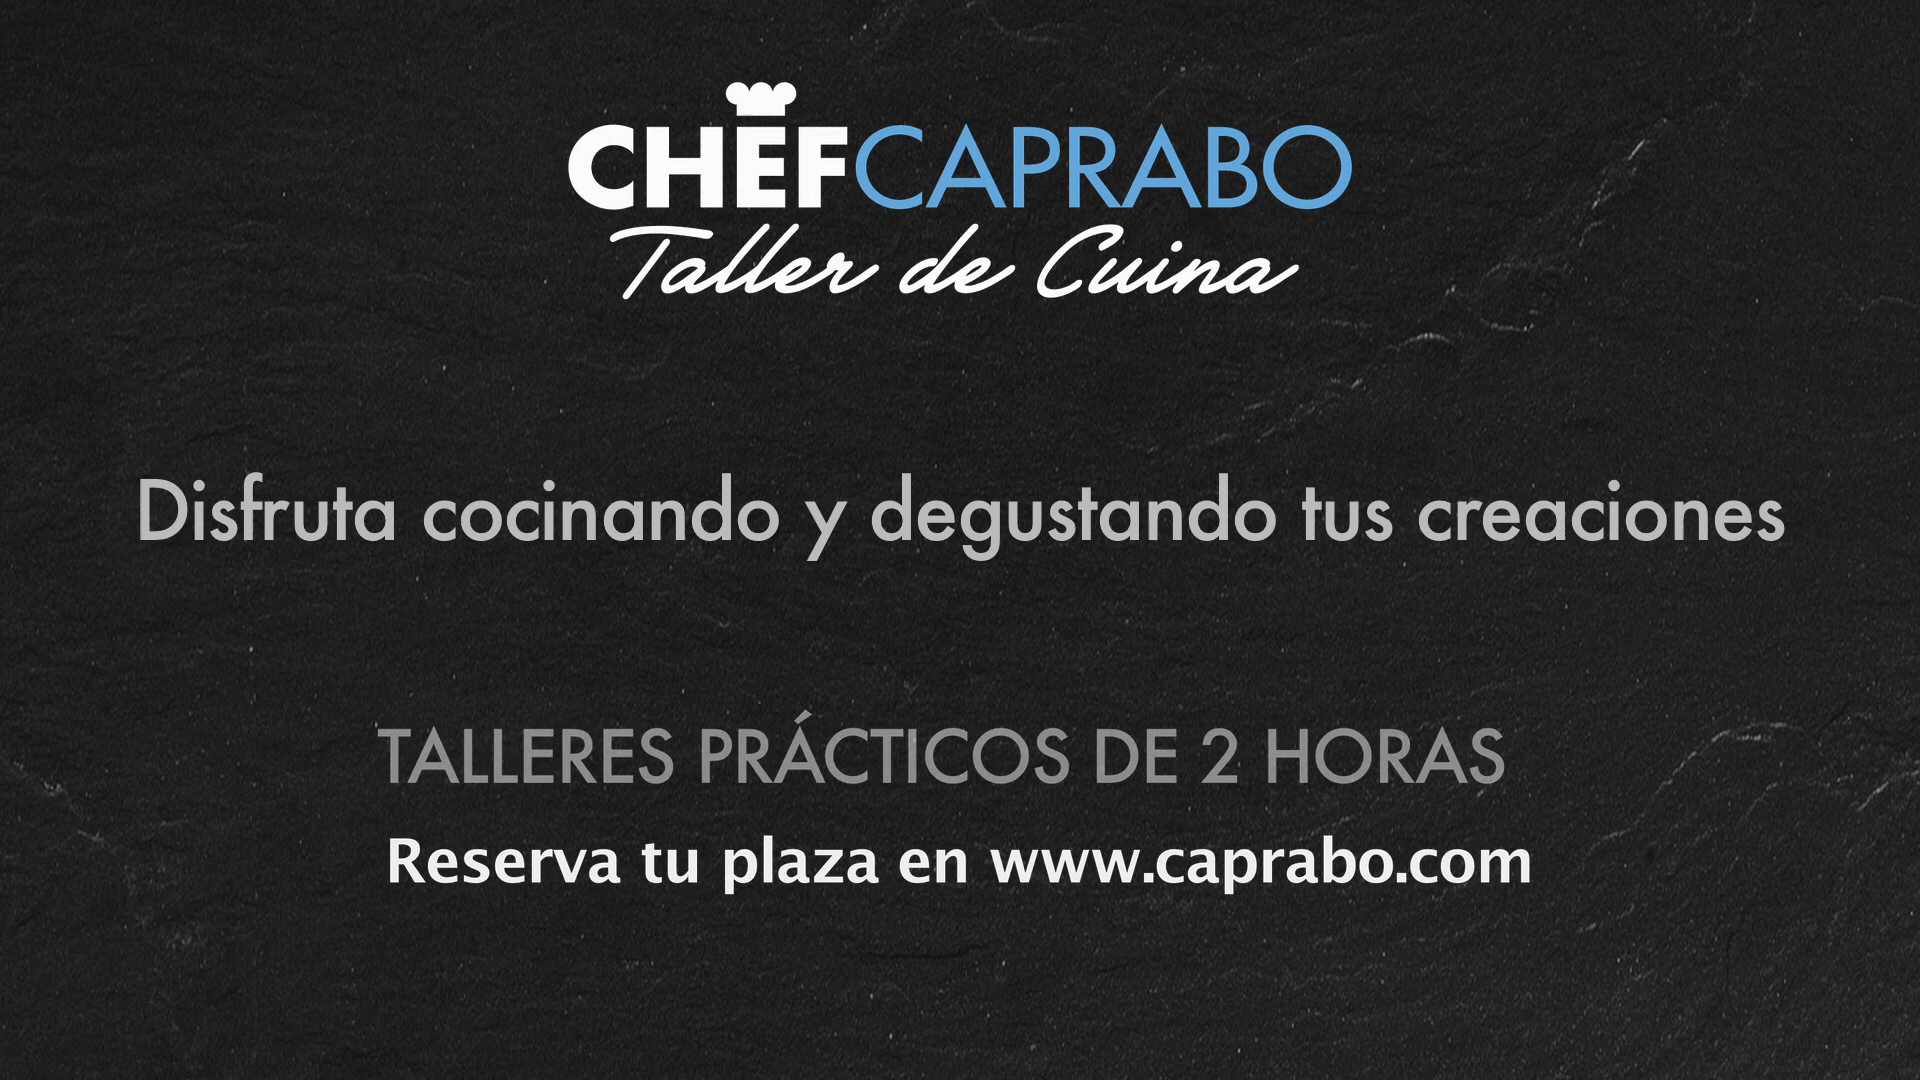 CHEFCAPRABO
Taller de Cuina
Disfruta cocinando y degustando tus creaciones
TALLERES PRÁCTICOS DE 2 HORAS
Reserva tu plaza en www.caprabo.com